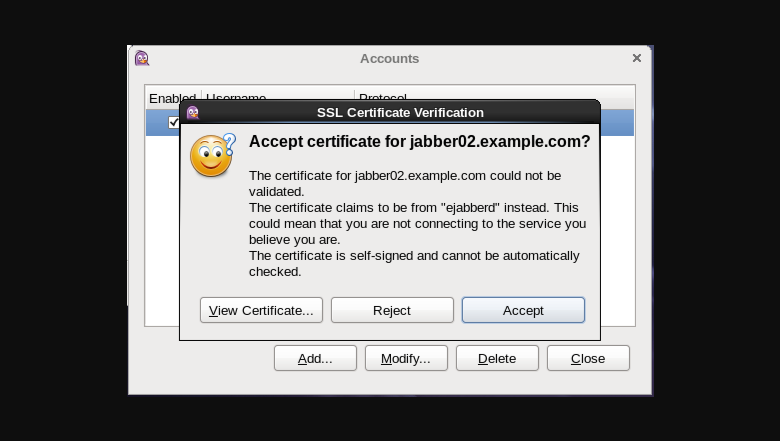 Accounts
Enabled Username Protocol
SSL Certificate Verification
Accept certificate for jabber02.example.com?
The certificate for jabber02.example.com could not be
validated.
The certificate claims to be from "ejabberd" instead. This
could mean that you are not connecting to the service you
believe you are.
The certificate is self-signed and cannot be automatically
checked.
View Certificate... Reject Accept
Add... Modify... Delete Close